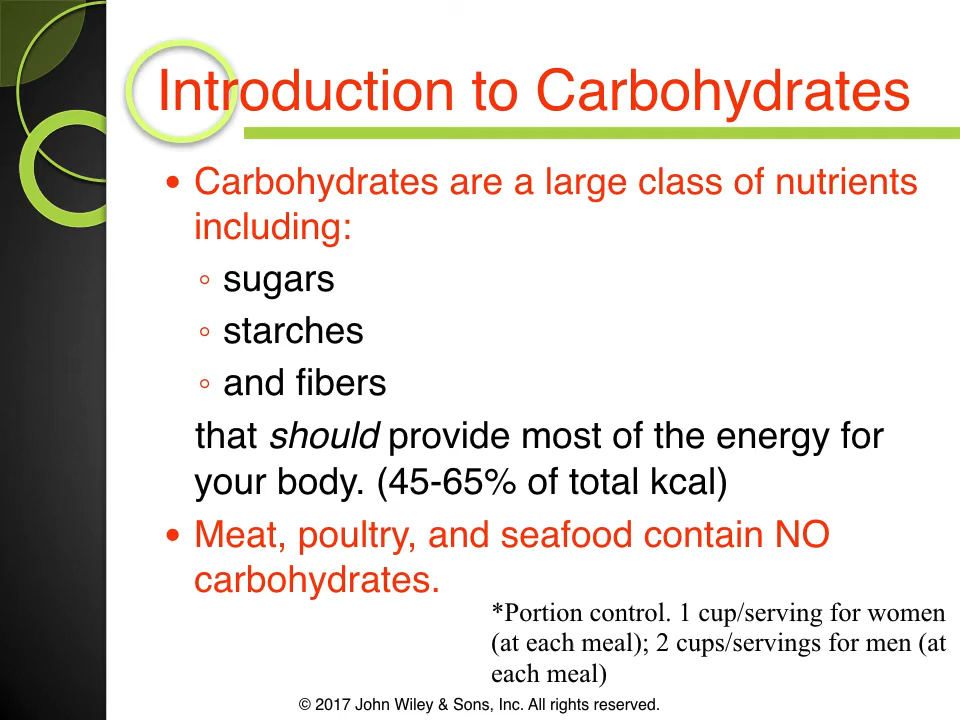 Introduction to Carbohydrates
• Carbohydrates are a large class of nutrients
including:
◦ sugars
◦ starches
◦ and fibers
that should provide most of the energy for
your body. (45-65% of total kcal)
• Meat, poultry, and seafood contain NO
carbohydrates.
*Portion control. 1 cup/serving for women
(at each meal); 2 cups/servings for men (at
each meal)
© 2017 John Wiley & Sons, Inc. All rights reserved.